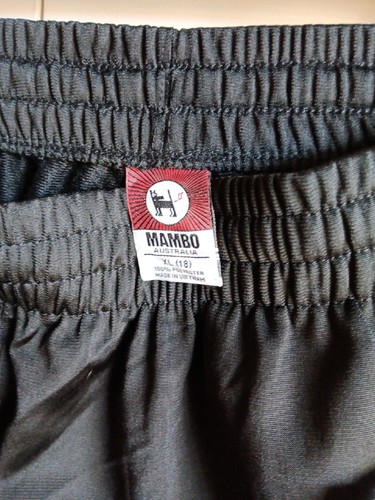 MAMBO
AUSTRALIA
XL (18)
100% POLYESTER
MADE IN VIETNAM